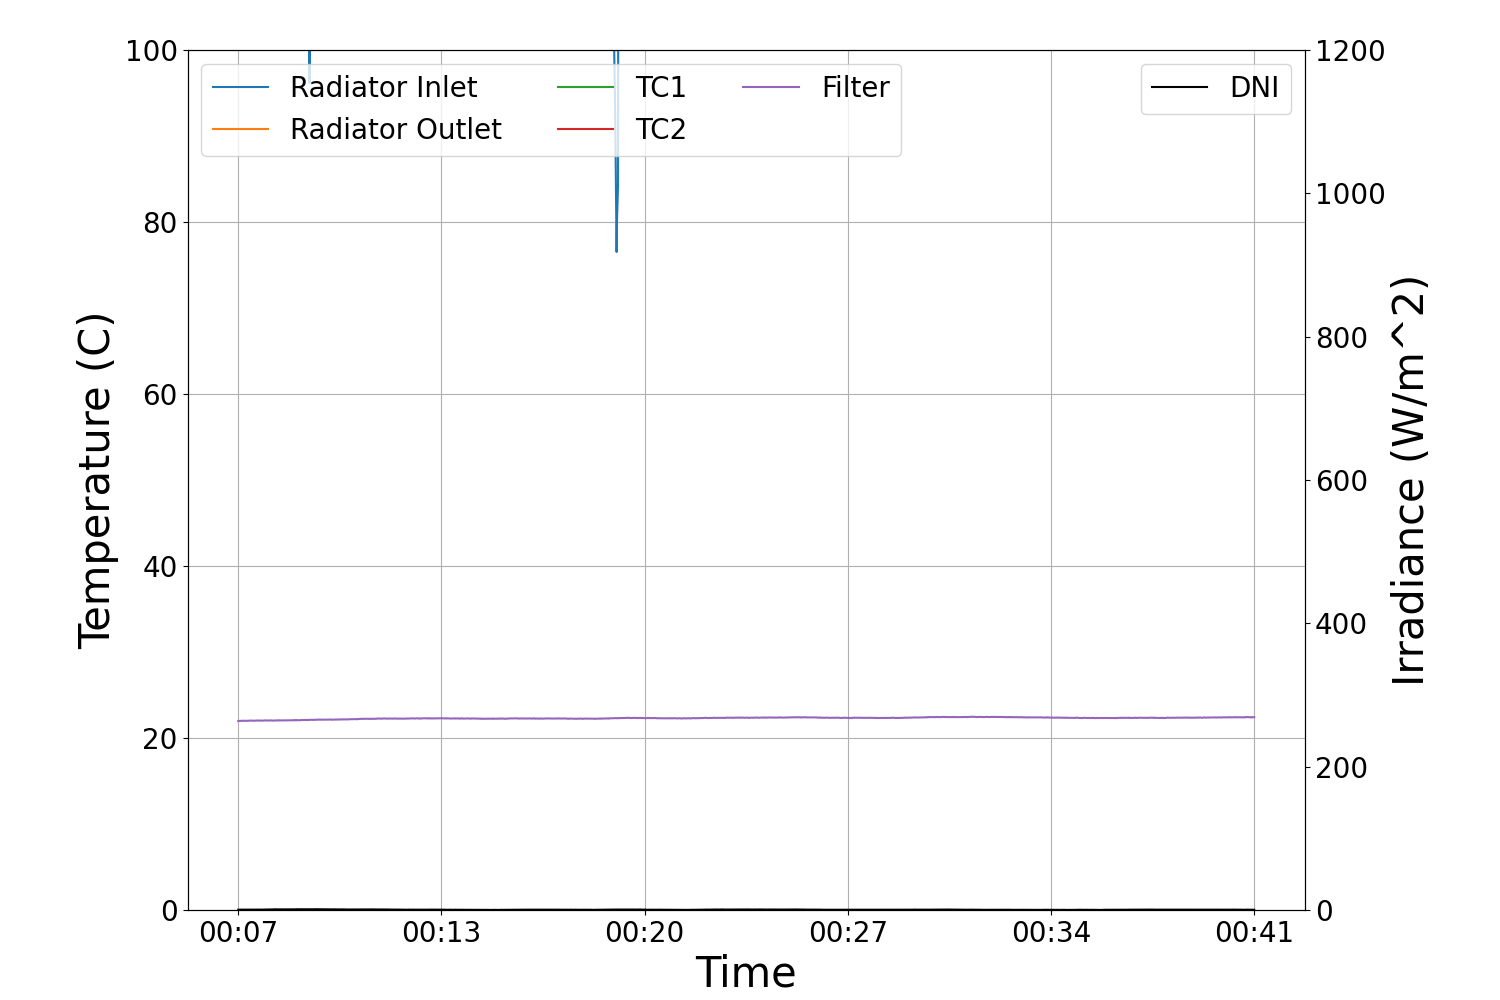 100
80
60
40
20
0
Temperature (C)
Radiator Inlet
Radiator Outlet
TC1
TC2
Filter
DNI
1200
1000
800
600
400
200
0
Irradiance (W/m^2)
00:07 00:13 00:20 00:27 00:34 00:41
Time